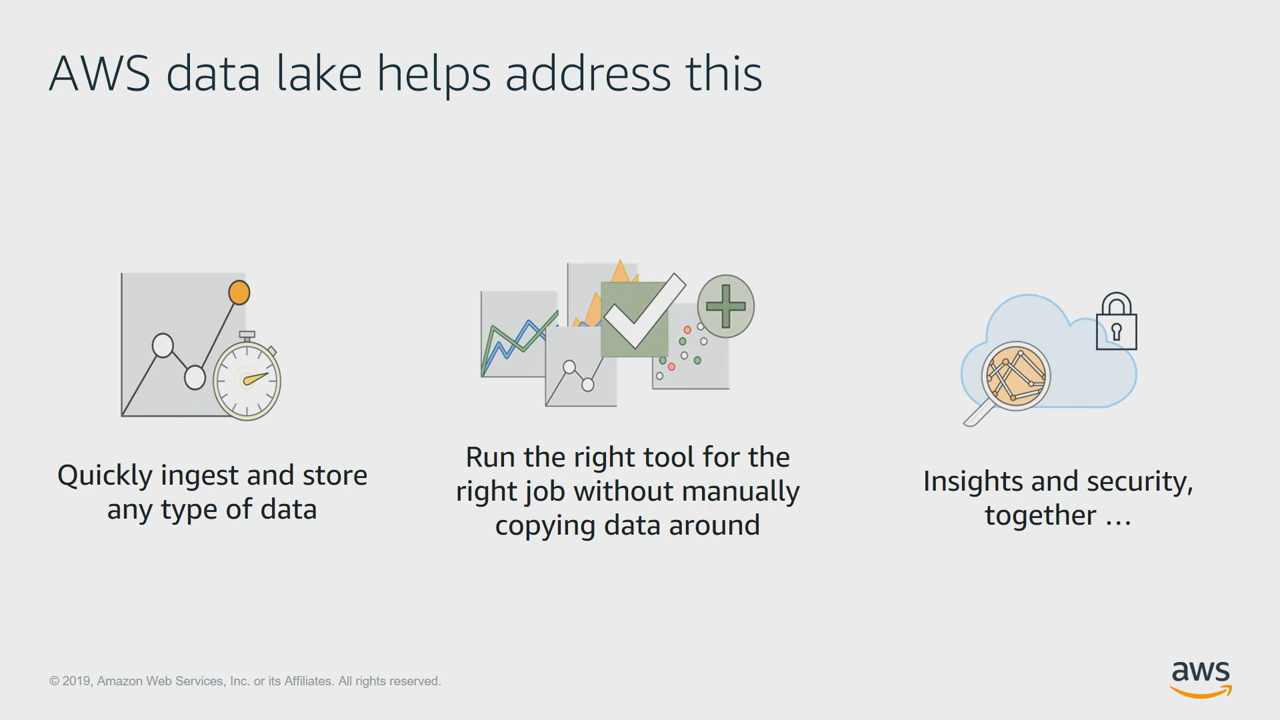 AWS data lake helps address this
Quickly ingest and store
any type of data
Run the right tool for the
right job without manually
copying data around
Insights and security,
together …
© 2019, Amazon Web Services, Inc. or its Affiliates. All rights reserved.
aws